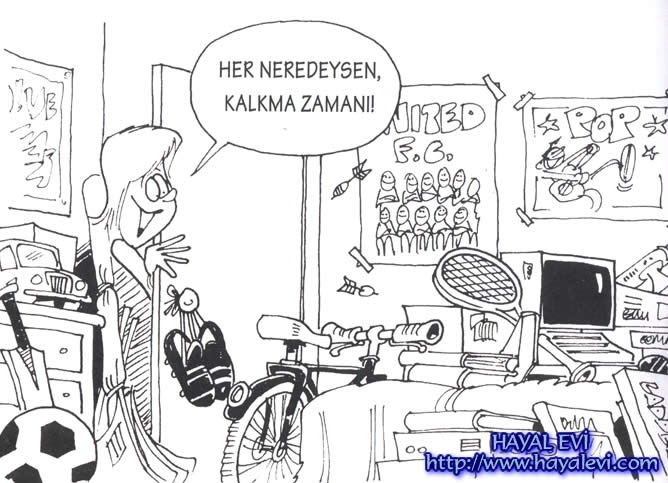 HER NEREDEYSEN,
KALKMA ZAMANI!
NITED
F.C.
POP
HAYAL EVİ
http://www.hayalevi.com